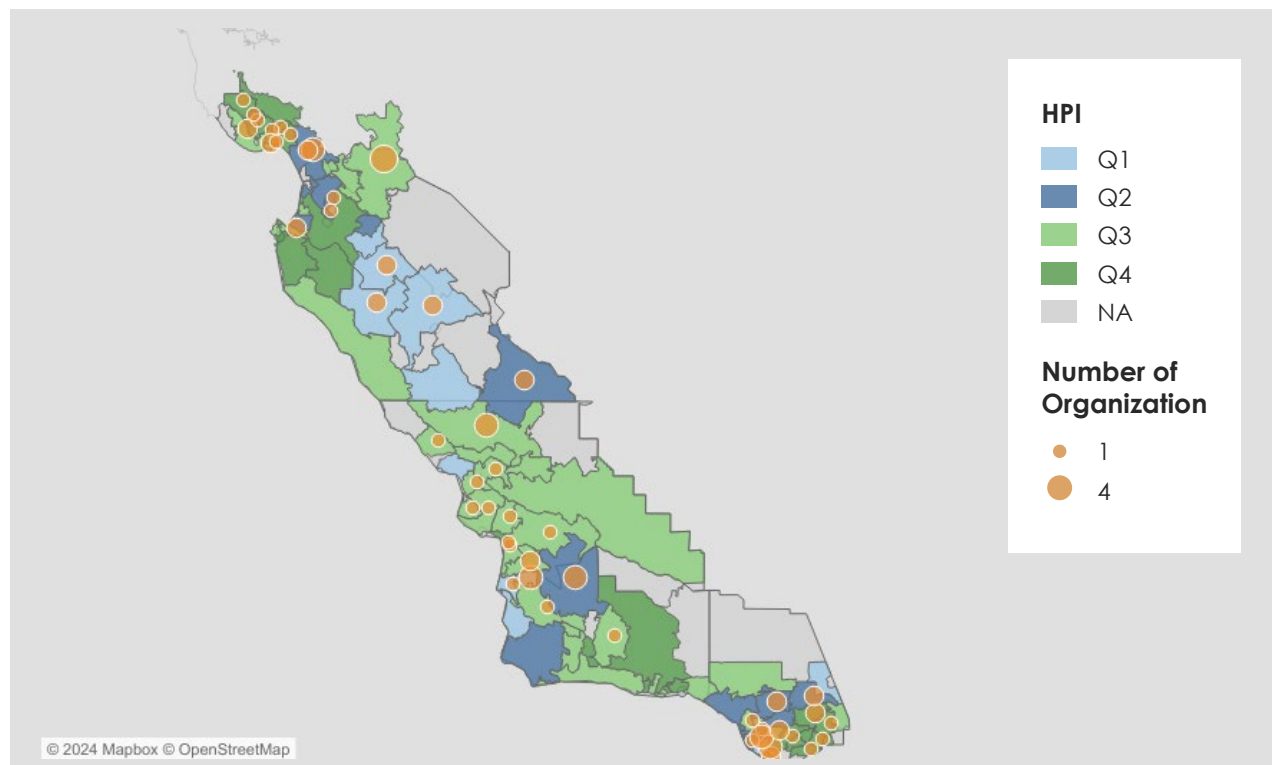 HPI
Q1
Q2
Q3
Q4
NA
Number of
Organization
1
4
© 2024 Mapbox © OpenStreetMap